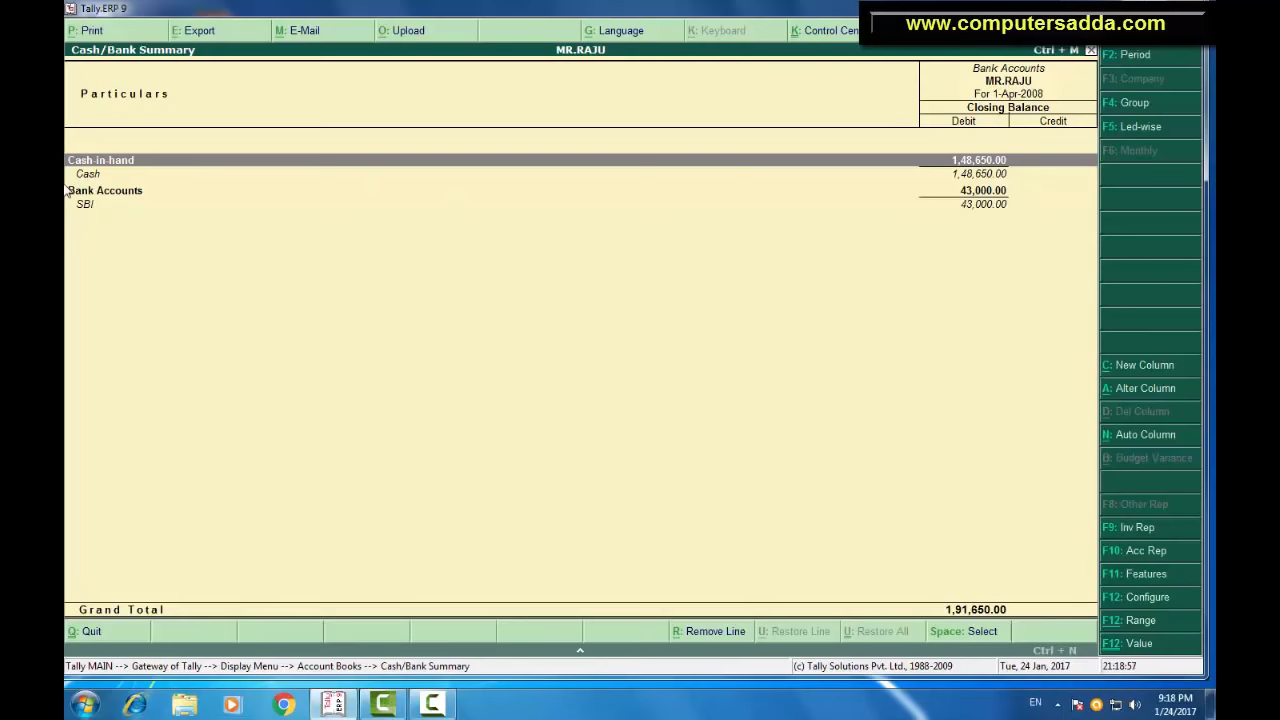 Tally.ERP 9
www.computersadda.com
P: Print E: Export M: E-Mail O: Upload G: Language K: Keyboard K: Control Cen
Cash/Bank Summary MR.RAJU Ctrl + M
F2: Period
F3: Company
F4: Group
F5: Led-wise
F6: Monthly
Particulars
Bank Accounts
MR.RAJU
For 1-Apr-2008
Closing Balance
Debit Credit
Cash-in-hand 1,48,650.00
Cash 1,48,650.00
Bank Accounts 43,000.00
SBI 43,000.00
C: New Column
A: Alter Column
D: Del Column
N: Auto Column
B: Budget Variance
F8: Other Rep
F9: Inv Rep
F10: Acc Rep
F11: Features
F12: Configure
F12: Range
F12: Value
Grand Total 1,91,650.00
Q: Quit R: Remove Line U: Restore Line U: Restore All Space: Select
Ctrl + N
Tally MAIN --> Gateway of Tally --> Display Menu --> Account Books --> Cash/Bank Summary (c) Tally Solutions Pvt. Ltd., 1988-2009 Tue, 24 Jan, 2017 21:18:57
EN 9:18 PM
1/24/2017